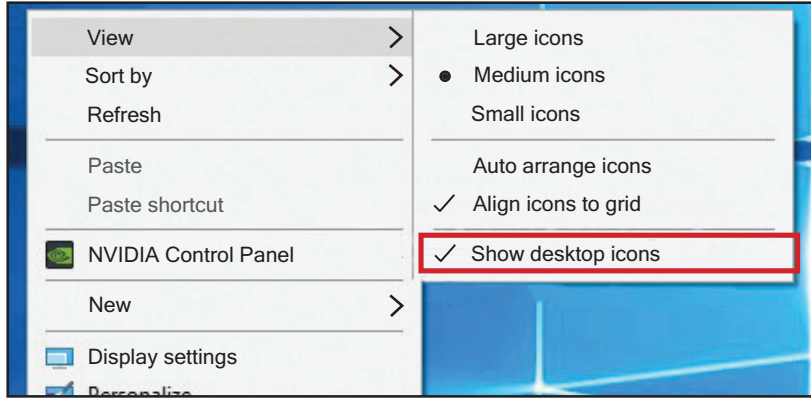 View
Sort by
Refresh
Paste
Paste shortcut
NVIDIA Control Panel
New
Display settings
Personalize
Large icons
Medium icons
Small icons
Auto arrange icons
Align icons to grid
Show desktop icons